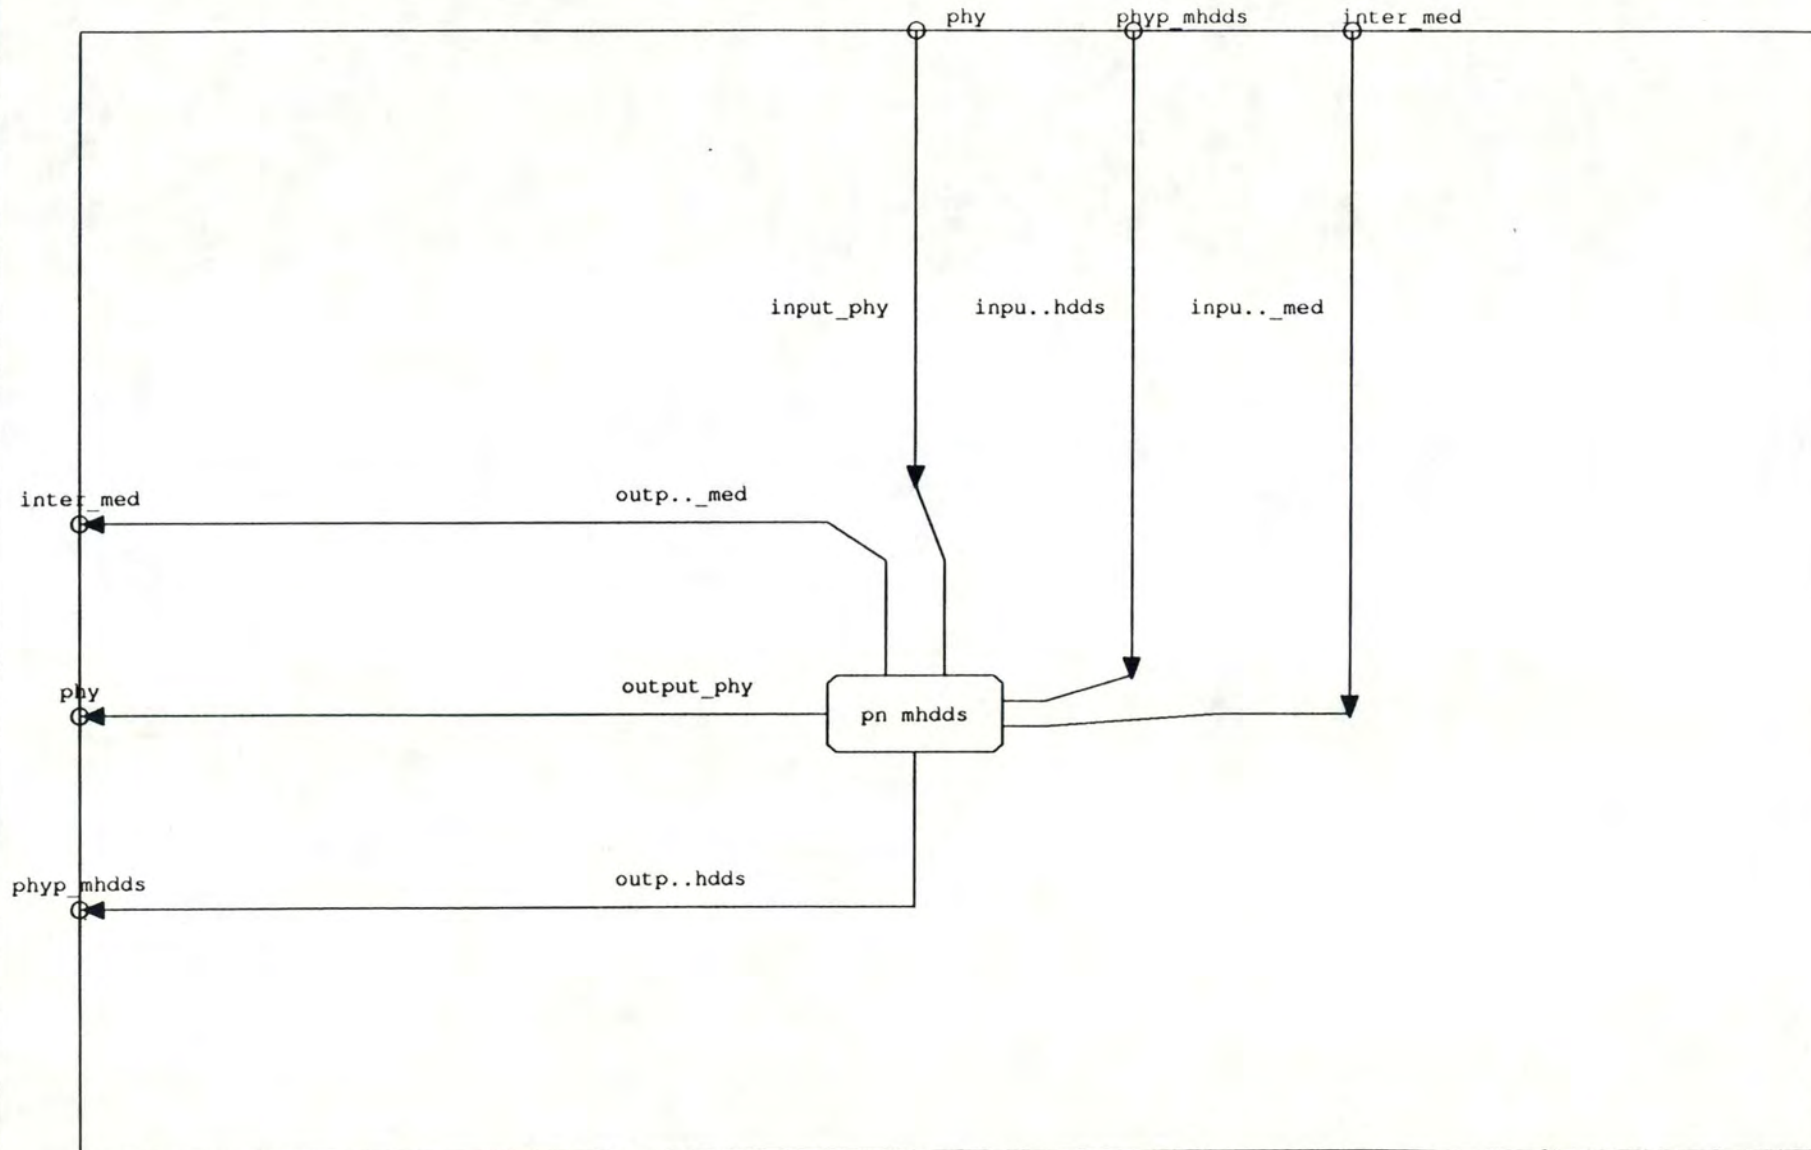 phy phyp_mhdds inter_med
input_phy inpu..hdds inpu.._med
inter_med outp.._med
phy output_phy
pn mhdds
phyp_mhdds outp..hdds